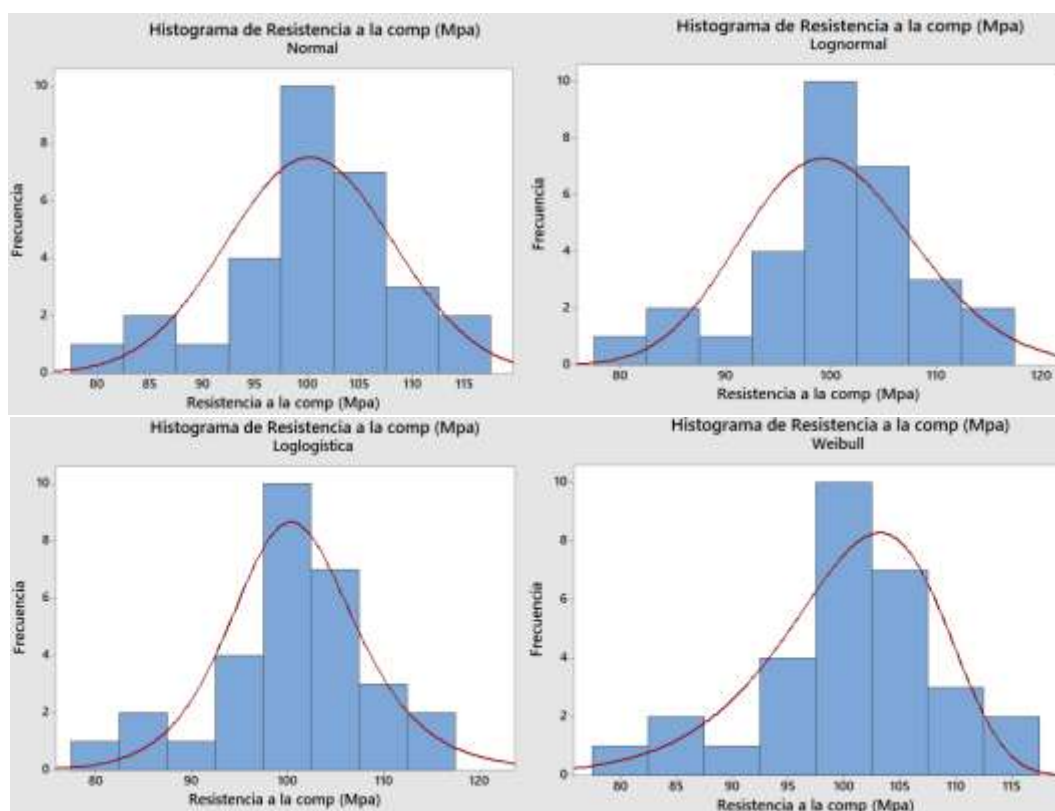 Histograma de Resistencia a la comp (Mpa)
Normal
Frecuencia
10
8
6
4
2
0
80 85 90 95 100 105 110 115
Resistencia a la comp (Mpa)
Histograma de Resistencia a la comp (Mpa)
Lognormal
Frecuencia
10
8
6
4
2
0
80 90 100 110 120
Resistencia a la comp (Mpa)
Histograma de Resistencia a la comp (Mpa)
Loglogística
Frecuencia
10
8
6
4
2
0
80 90 100 110 120
Resistencia a la comp (Mpa)
Histograma de Resistencia a la comp (Mpa)
Weibull
Frecuencia
10
8
6
4
2
0
80 85 90 95 100 105 110 115
Resistencia a la comp (Mpa)